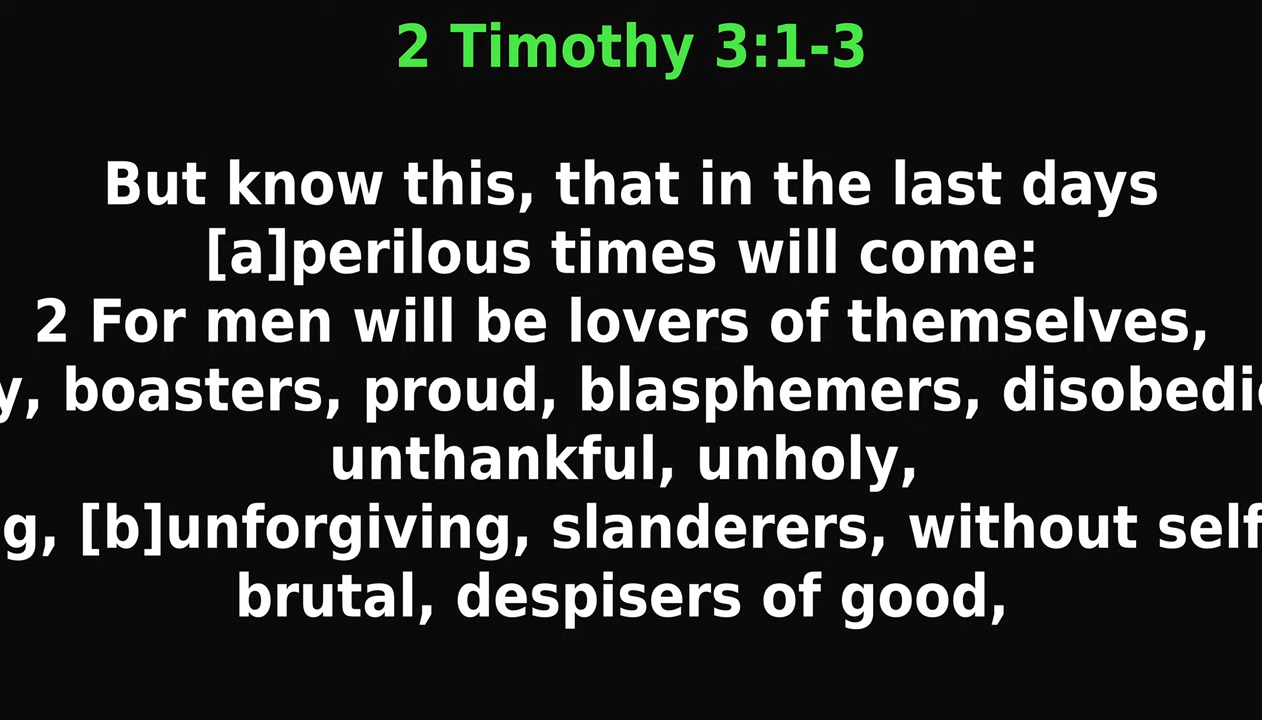 2 Timothy 3:1-3
But know this, that in the last days
[a]perilous times will come:
2 For men will be lovers of themselves,
y, boasters, proud, blasphemers,
unthankful, unholy,
g, [b]unforgiving, slanderers, without self
brutal, despisers of good,